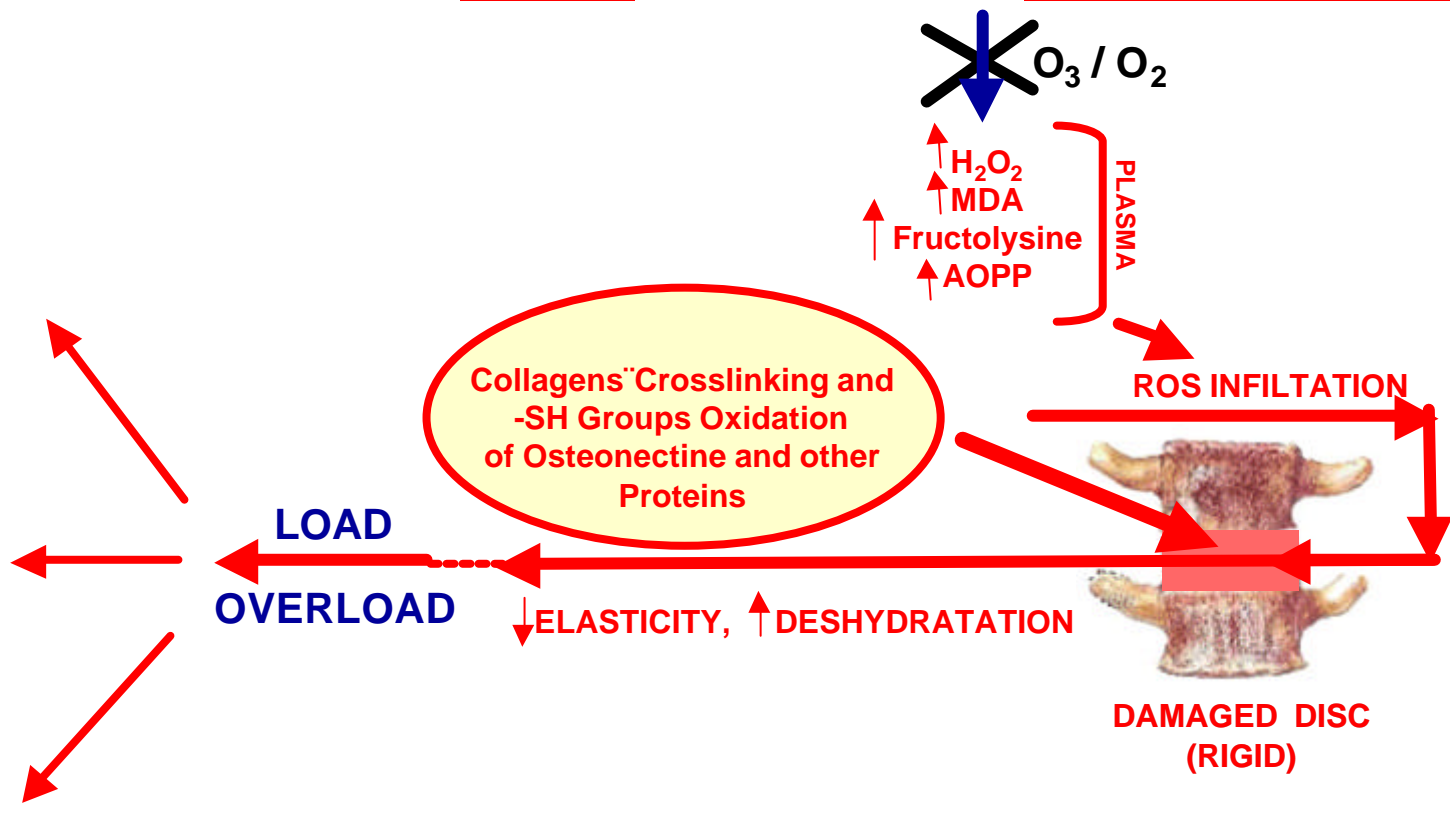 O₃ / O₂
H₂O₂
MDA
Fructolysine
AOPP
PLASMA
ROS INFILTATION
Collagens¨Crosslinking and
-SH Groups Oxidation
of Osteonectine and other
Proteins
LOAD
OVERLOAD
ELASTICITY, DESHYDRATATION
DAMAGED DISC
(RIGID)